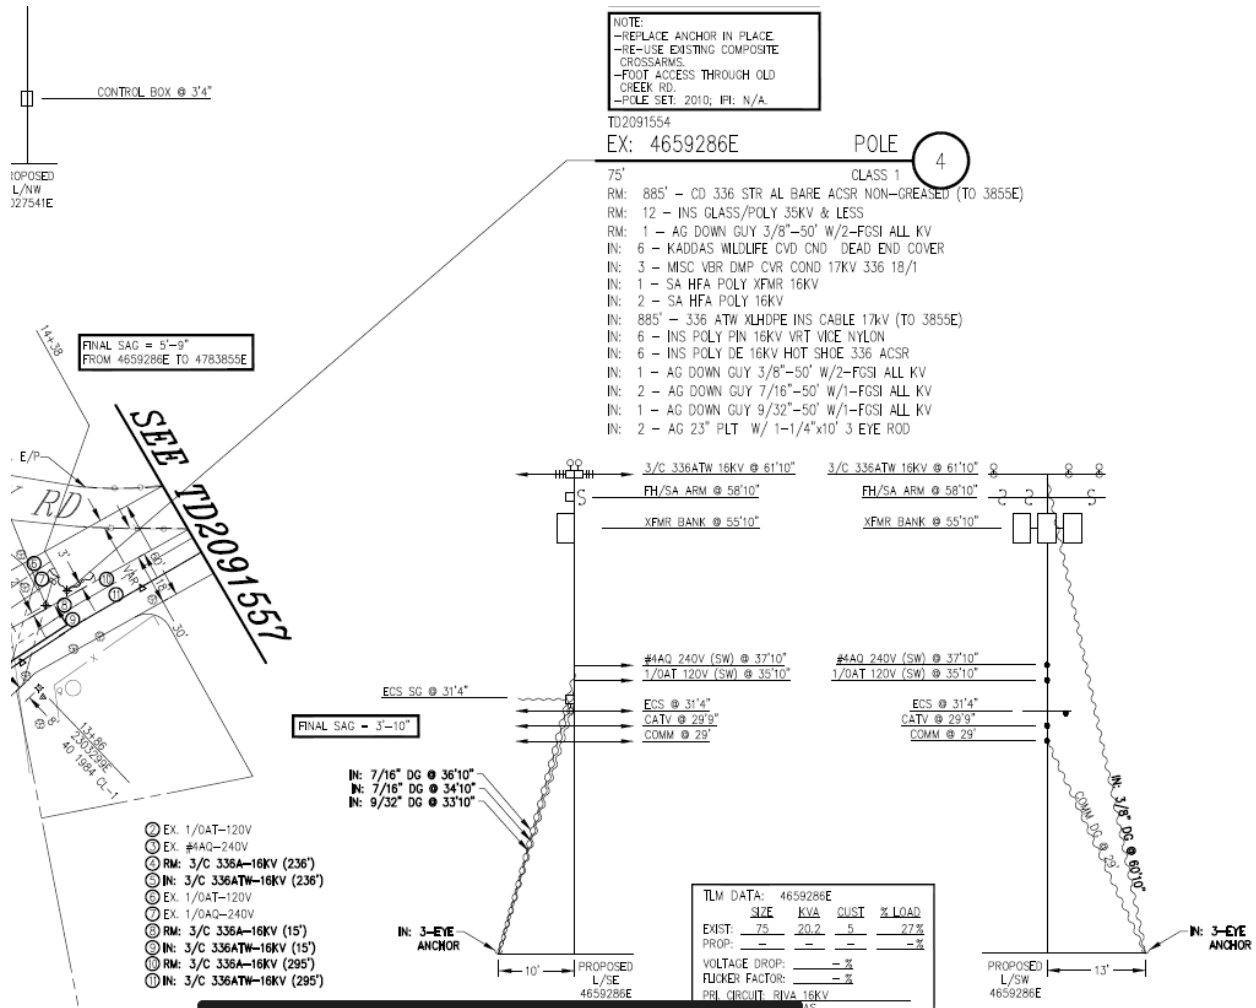 NOTE:
-REPLACE ANCHOR IN PLACE.
-RE-USE EXISTING COMPOSITE
CROSSARMS.
-FOOT ACCESS THROUGH OLD
CREEK RD.
-POLE SET: 2010; IPI: N/A.
CONTROL BOX @ 3'4"
TD2091554
EX: 4659286E POLE 4
75' CLASS 1
RM: 885' - CD 336 STR AL BARE ACSR NON-GREASED (TO 3855E)
RM: 12 - INS GLASS/POLY 35KV & LESS
RM: 1 - AG DOWN GUY 3/8"-50' W/2-FGSI ALL KV
IN: 6 - KADDAS WILDLIFE CVD CND DEAD END COVER
IN: 3 - MISC VBR DMP CVR COND 17KV 336 18/1
IN: 1 - SA HFA POLY XFMR 16KV
IN: 2 - SA HFA POLY 16KV
IN: 885' - 336 ATW XLHDPE INS CABLE 17kV (TO 3855E)
IN: 6 - INS POLY PIN 16KV VRT VICE NYLON
IN: 6 - INS POLY DE 16KV HOT SHOE 336 ACSR
IN: 1 - AG DOWN GUY 3/8"-50' W/2-FGSI ALL KV
IN: 2 - AG DOWN GUY 7/16"-50' W/1-FGSI ALL KV
IN: 1 - AG DOWN GUY 9/32"-50' W/1-FGSI ALL KV
IN: 2 - AG 23" PLT W/ 1-1/4"x10' 3 EYE ROD
OPOSED
L/NW
27541E
14+38
FINAL SAG = 5'-9"
FROM 4659286E TO 4783855E
SEE TD2091557
E/P
RD
6
7
3'
10
11
8
9
VAR
60'
18'
30'
8'
13+86
2303299E
40 1984 CL-1
3/C 336ATW 16KV @ 61'10"
FH/SA ARM @ 58'10"
XFMR BANK @ 55'10"
#4AQ 240V (SW) @ 37'10"
1/0AT 120V (SW) @ 35'10"
ECS SG @ 31'4"
ECS @ 31'4"
CATV @ 29'9"
COMM @ 29'
FINAL SAG = 3'-10"
IN: 7/16" DG @ 36'10"
IN: 7/16" DG @ 34'10"
IN: 9/32" DG @ 33'10"
IN: 3-EYE
ANCHOR
10'
PROPOSED
L/SE
4659286E
3/C 336ATW 16KV @ 61'10"
FH/SA ARM @ 58'10"
XFMR BANK @ 55'10"
#4AQ 240V (SW) @ 37'10"
1/0AT 120V (SW) @ 35'10"
ECS @ 31'4"
CATV @ 29'9"
COMM @ 29'
COMM DG @ 29'
IN: 3/8" DG @ 60'10"
IN: 3-EYE
ANCHOR
13'
PROPOSED
L/SW
4659286E
2 EX. 1/0AT-120V
3 EX. #4AQ-240V
4 RM: 3/C 336A-16KV (236')
5 IN: 3/C 336ATW-16KV (236')
6 EX. 1/0AT-120V
7 EX. 1/0AQ-240V
8 RM: 3/C 336A-16KV (15')
9 IN: 3/C 336ATW-16KV (15')
10 RM: 3/C 336A-16KV (295')
11 IN: 3/C 336ATW-16KV (295')
TLM DATA: 4659286E
SIZE KVA CUST % LOAD
EXIST: 75 20.2 5 27%
PROP: - - - -%
VOLTAGE DROP: - %
FLICKER FACTOR: - %
PRI. CIRCUIT: RIVA 16KV